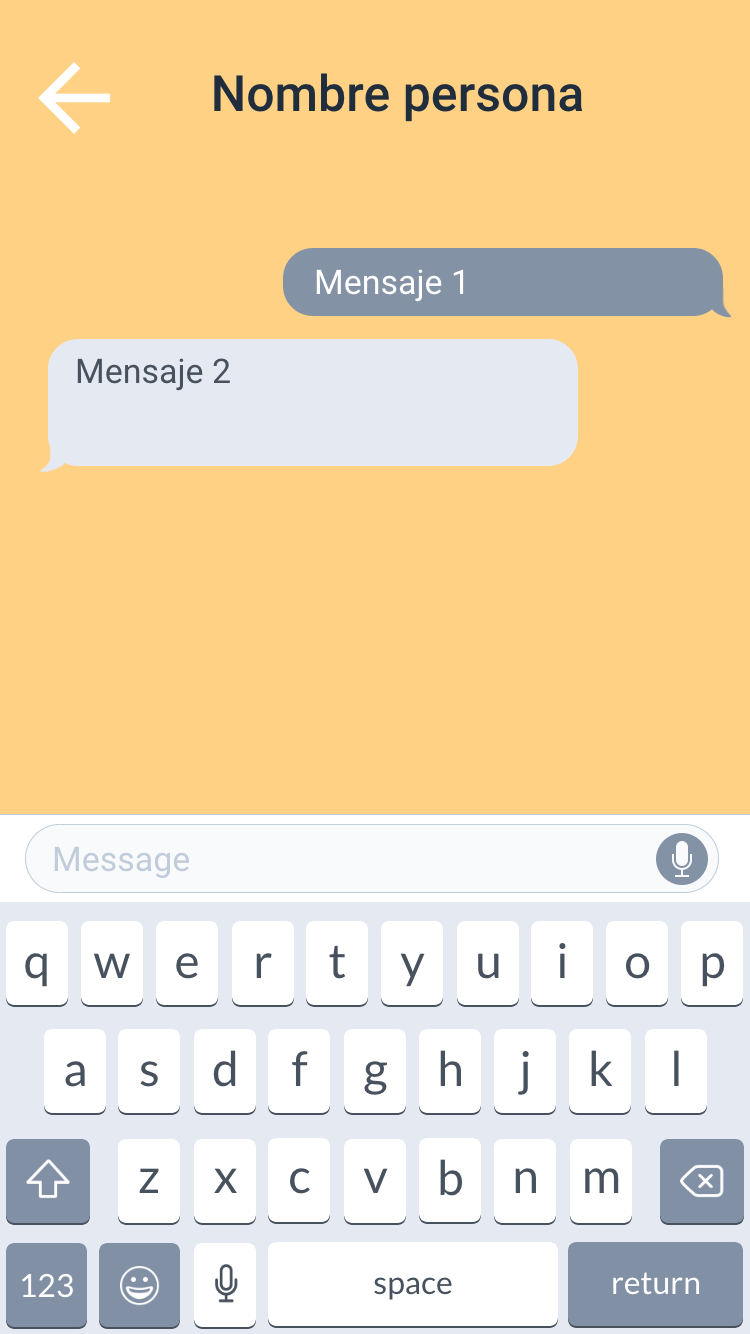 Nombre persona
Mensaje 1
Mensaje 2
Message
q w e r t y u i o p
a s d f g h j k l
z x c v b n m
123 space return